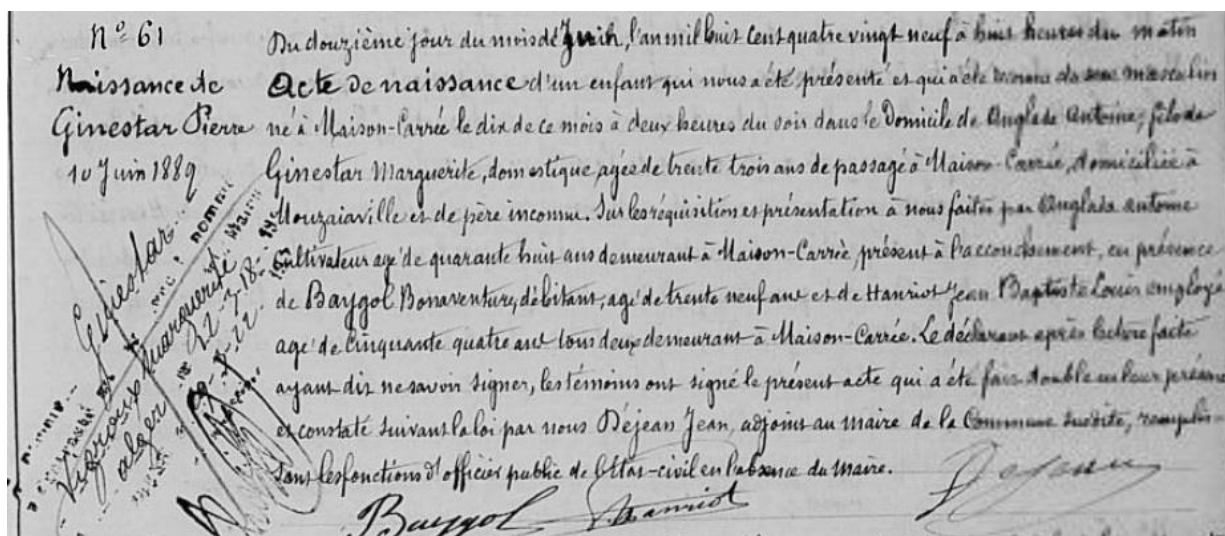 N° 61
Naissance de
Ginestar Pierre
10 Juin 1889
Du douzième jour du mois de Juin, l'an mil huit cent quatre vingt neuf à huit heures du matin
Acte de naissance d'un enfant qui nous a été présenté et qui a été reconnu du sexe masculin
né à Maison-Carrée le dix de ce mois à deux heures du soir dans le Domicile de Anglade Antoine, fils de
Ginestar Marguerite, domestique, agée de trente trois ans de passage à Maison-Carrée, domiciliée à
Mouzaiaville et de père inconnu. Sur les réquisition et présentation à nous faites par Anglade Antoine
Cultivateur agé de quarante huit ans demeurant à Maison-Carrée, présent à l'accouchement, en présence
de Baygol Bonaventure, débitant, agé de trente neuf ans et de Hanriot Jean Baptiste Louis employé
agé de Cinquante quatre ans tous deux demeurant à Maison-Carrée. Le déclarant après lecture faite
ayant dit ne savoir signer, les témoins ont signé le présent acte qui a été fait double en leur présence
et constaté suivant la loi par nous Déjean Jean, adjoint au maire de la Commune susdite, remplis-
sant les fonctions d'officier public de l'Etat-civil en l'absence du Maire.
Baygol Hanriot Dejean
Ginestar
Marguerite
alger